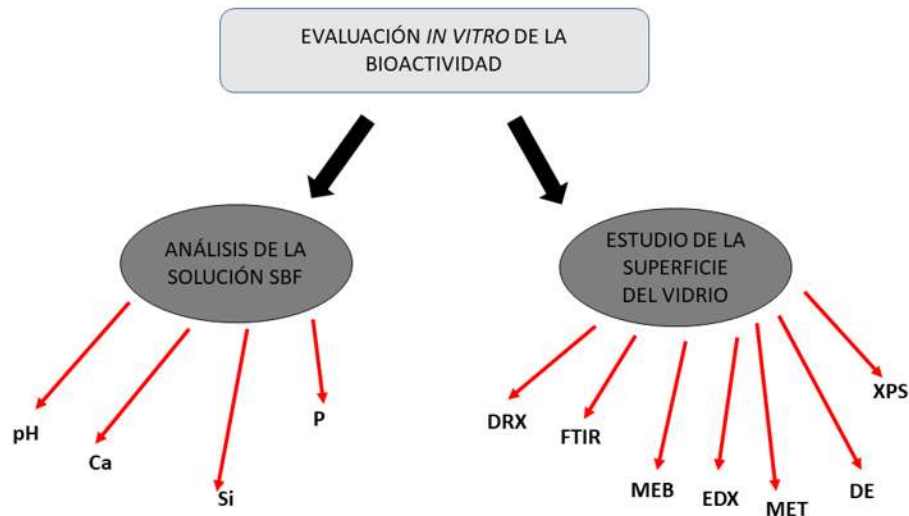 EVALUACIÓN IN VITRO DE LA
BIOACTIVIDAD
ANÁLISIS DE LA
SOLUCIÓN SBF
ESTUDIO DE LA
SUPERFICIE
DEL VIDRIO
pH
Ca
Si
P
DRX
FTIR
MEB
EDX
MET
DE
XPS